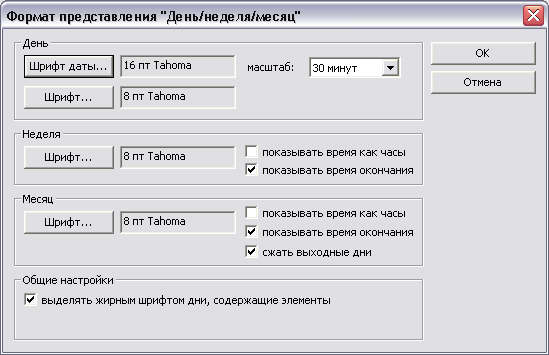 Формат представления "День/неделя/месяц"
День
Шрифт даты... 16 пт Tahoma масштаб: 30 минут
Шрифт... 8 пт Tahoma
OK
Отмена
Неделя
Шрифт... 8 пт Tahoma
показывать время как часы
показывать время окончания
Месяц
Шрифт... 8 пт Tahoma
показывать время как часы
показывать время окончания
сжать выходные дни
Общие настройки
выделять жирным шрифтом дни, содержащие элементы